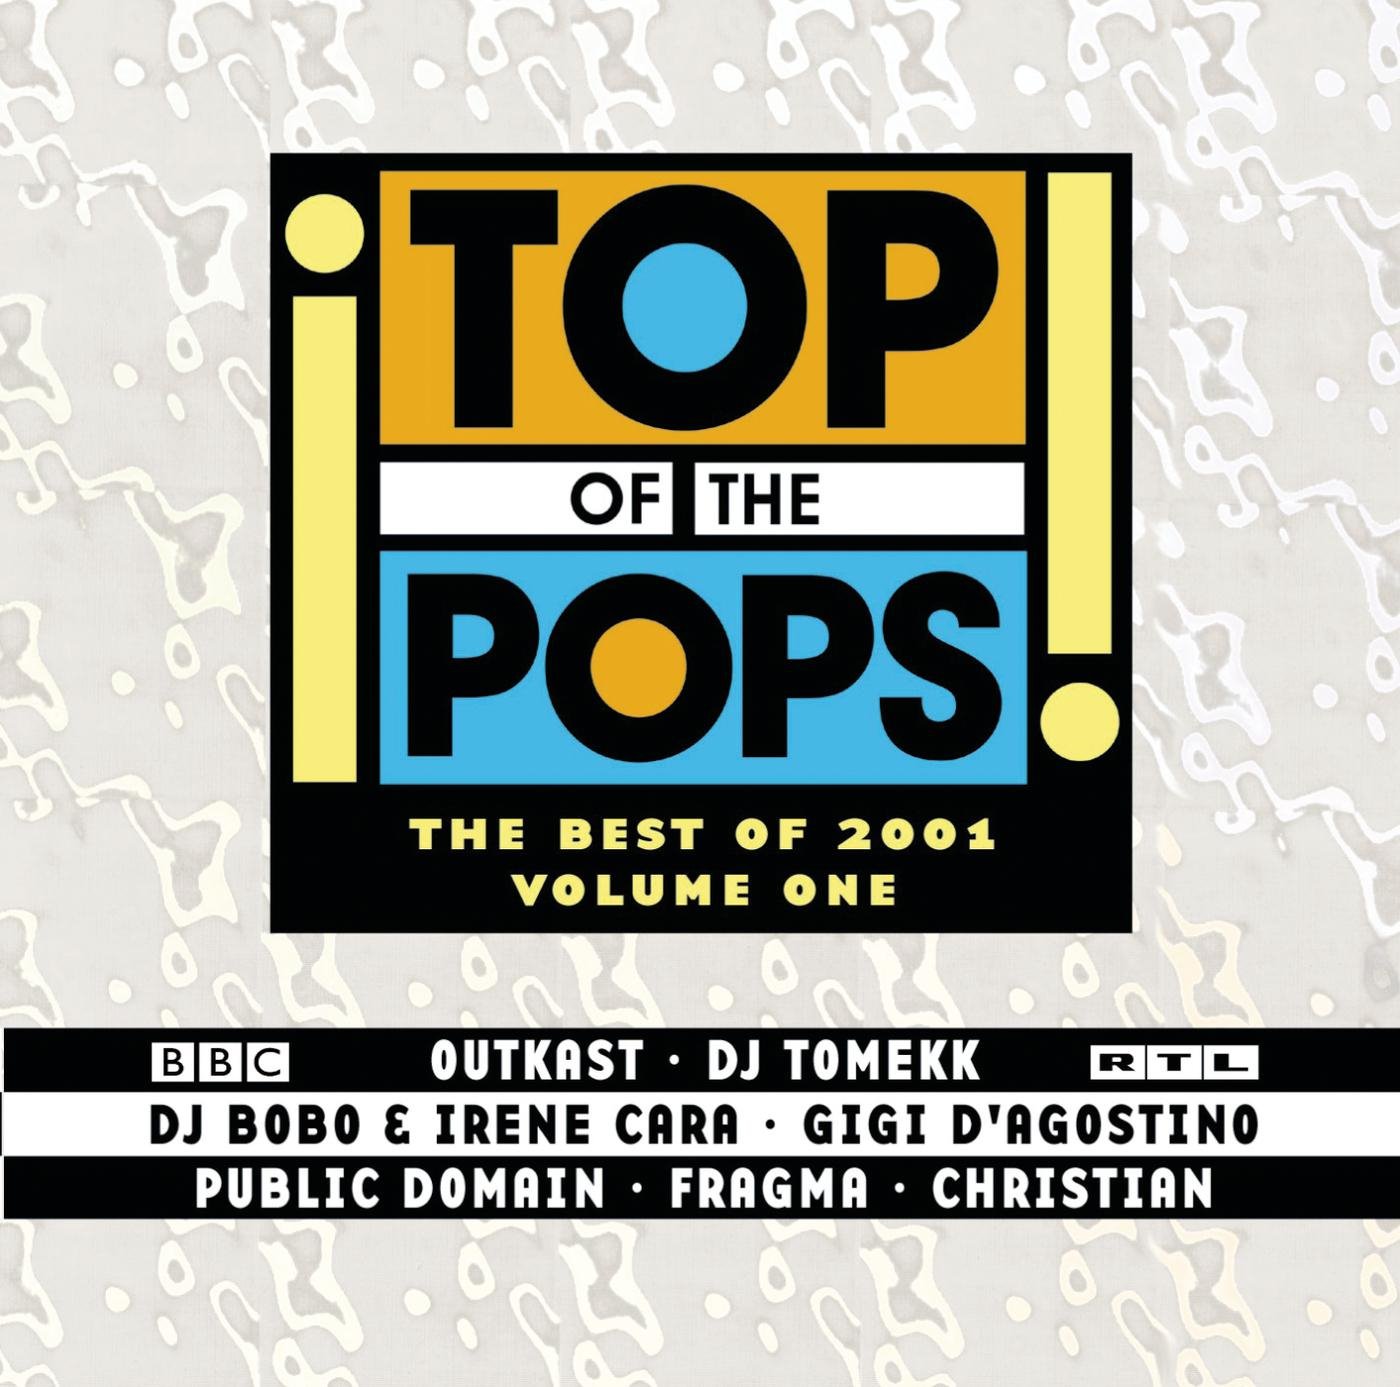 ¡TOP!
OF THE
POPS
THE BEST OF 2001
VOLUME ONE
BBC OUTKAST · DJ TOMEKK RTL
DJ BOBO & IRENE CARA · GIGI D'AGOSTINO
PUBLIC DOMAIN · FRAGMA · CHRISTIAN